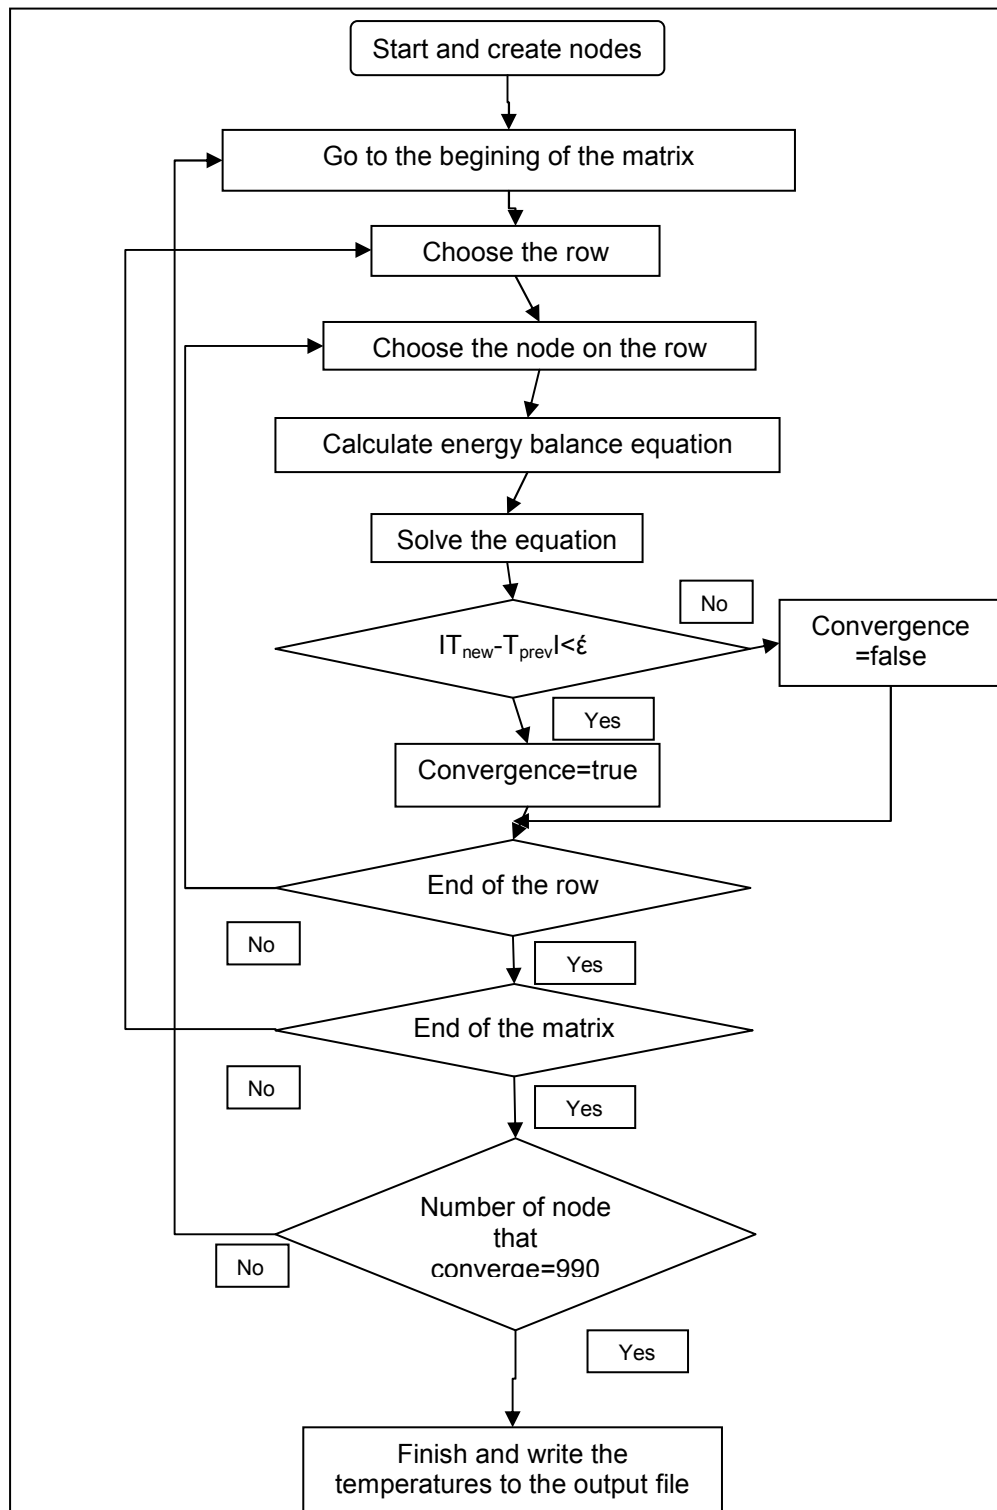 Start and create nodes
Go to the begining of the matrix
Choose the row
Choose the node on the row
Calculate energy balance equation
Solve the equation
No
Convergence
=false
ITnew-TprevI<έ
Yes
Convergence=true
End of the row
No
Yes
End of the matrix
No
Yes
Number of node
that
converge=990
No
Yes
Finish and write the
temperatures to the output file